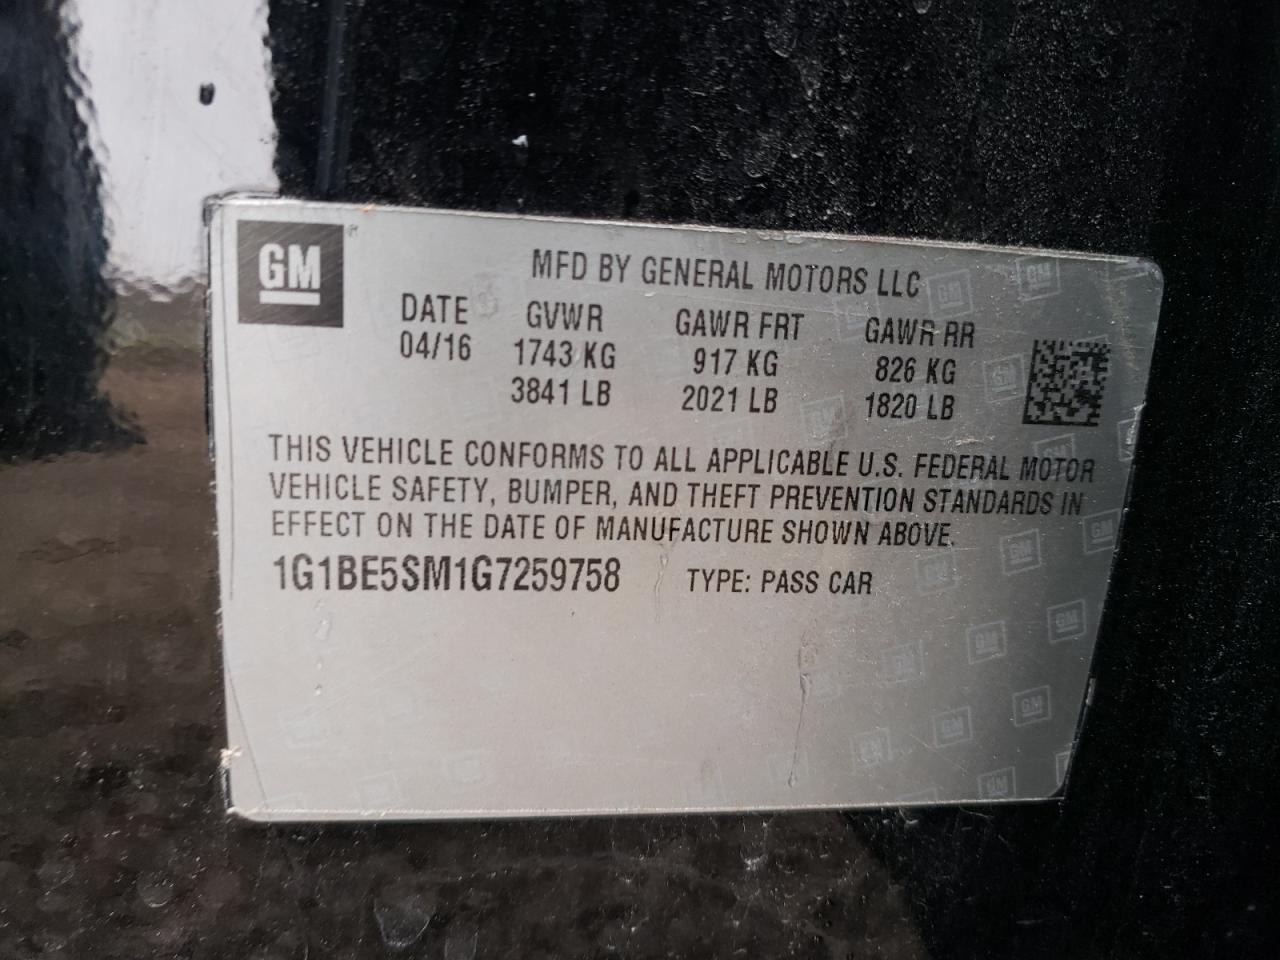 GM
MFD BY GENERAL MOTORS LLC
DATE GVWR GAWR FRT GAWR RR
04/16 1743 KG 917 KG 826 KG
3841 LB 2021 LB 1820 LB
THIS VEHICLE CONFORMS TO ALL APPLICABLE U.S. FEDERAL MOTOR
VEHICLE SAFETY, BUMPER, AND THEFT PREVENTION STANDARDS IN
EFFECT ON THE DATE OF MANUFACTURE SHOWN ABOVE.
1G1BE5SM1G7259758 TYPE: PASS CAR